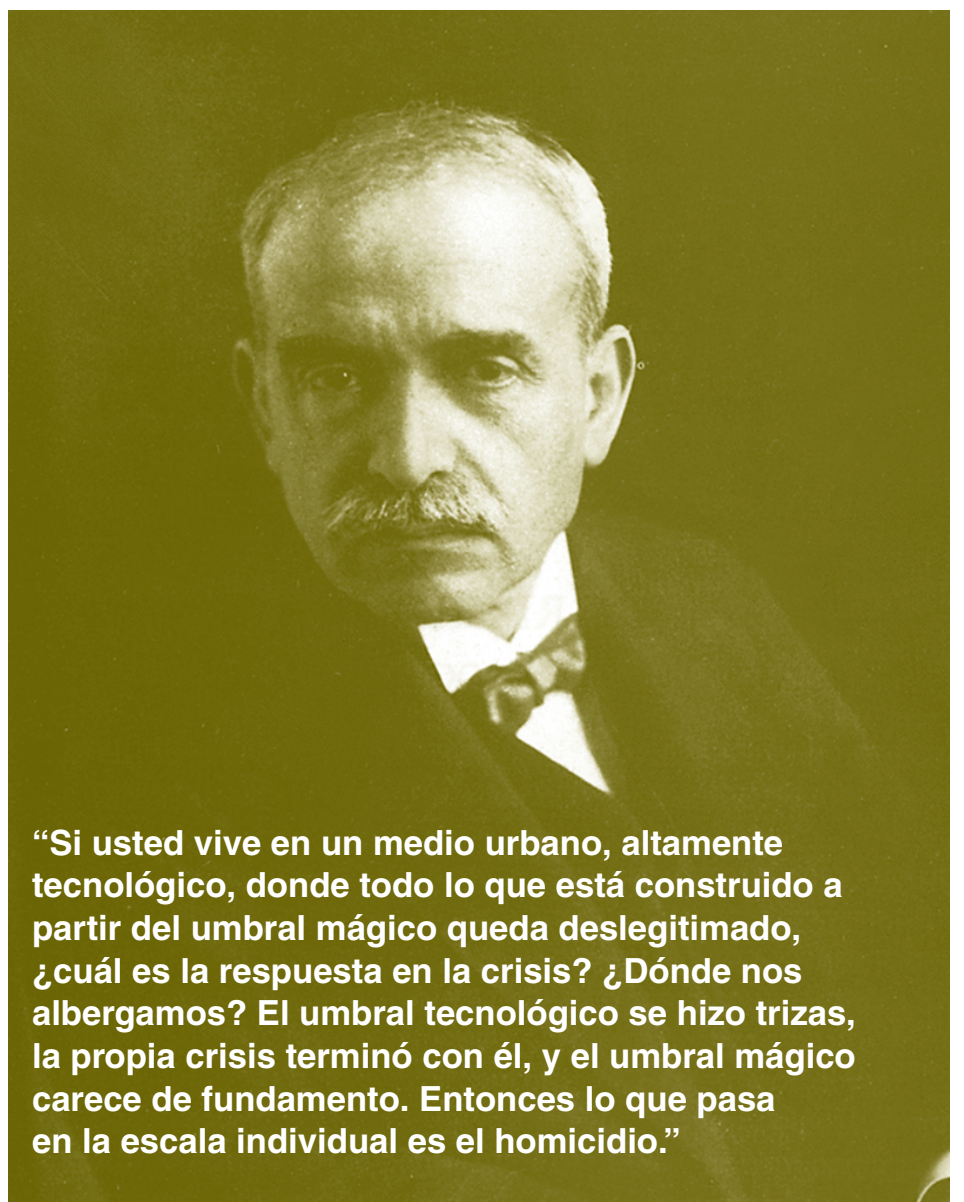 “Si usted vive en un medio urbano, altamente
tecnológico, donde todo lo que está construido a
partir del umbral mágico queda deslegitimado,
¿cuál es la respuesta en la crisis? ¿Dónde nos
albergamos? El umbral tecnológico se hizo trizas,
la propia crisis terminó con él, y el umbral mágico
carece de fundamento. Entonces lo que pasa
en la escala individual es el homicidio.”